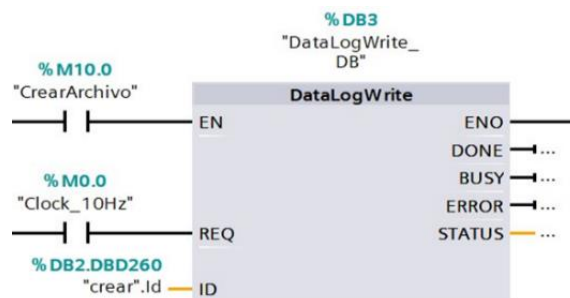 %DB3
"DataLogWrite_
DB"
%M10.0
"CrearArchivo"
DataLogWrite
EN
ENO
DONE ...
BUSY ...
%M0.0
"Clock_10Hz"
ERROR ...
REQ
STATUS ...
%DB2.DBD260
"crear".Id
ID